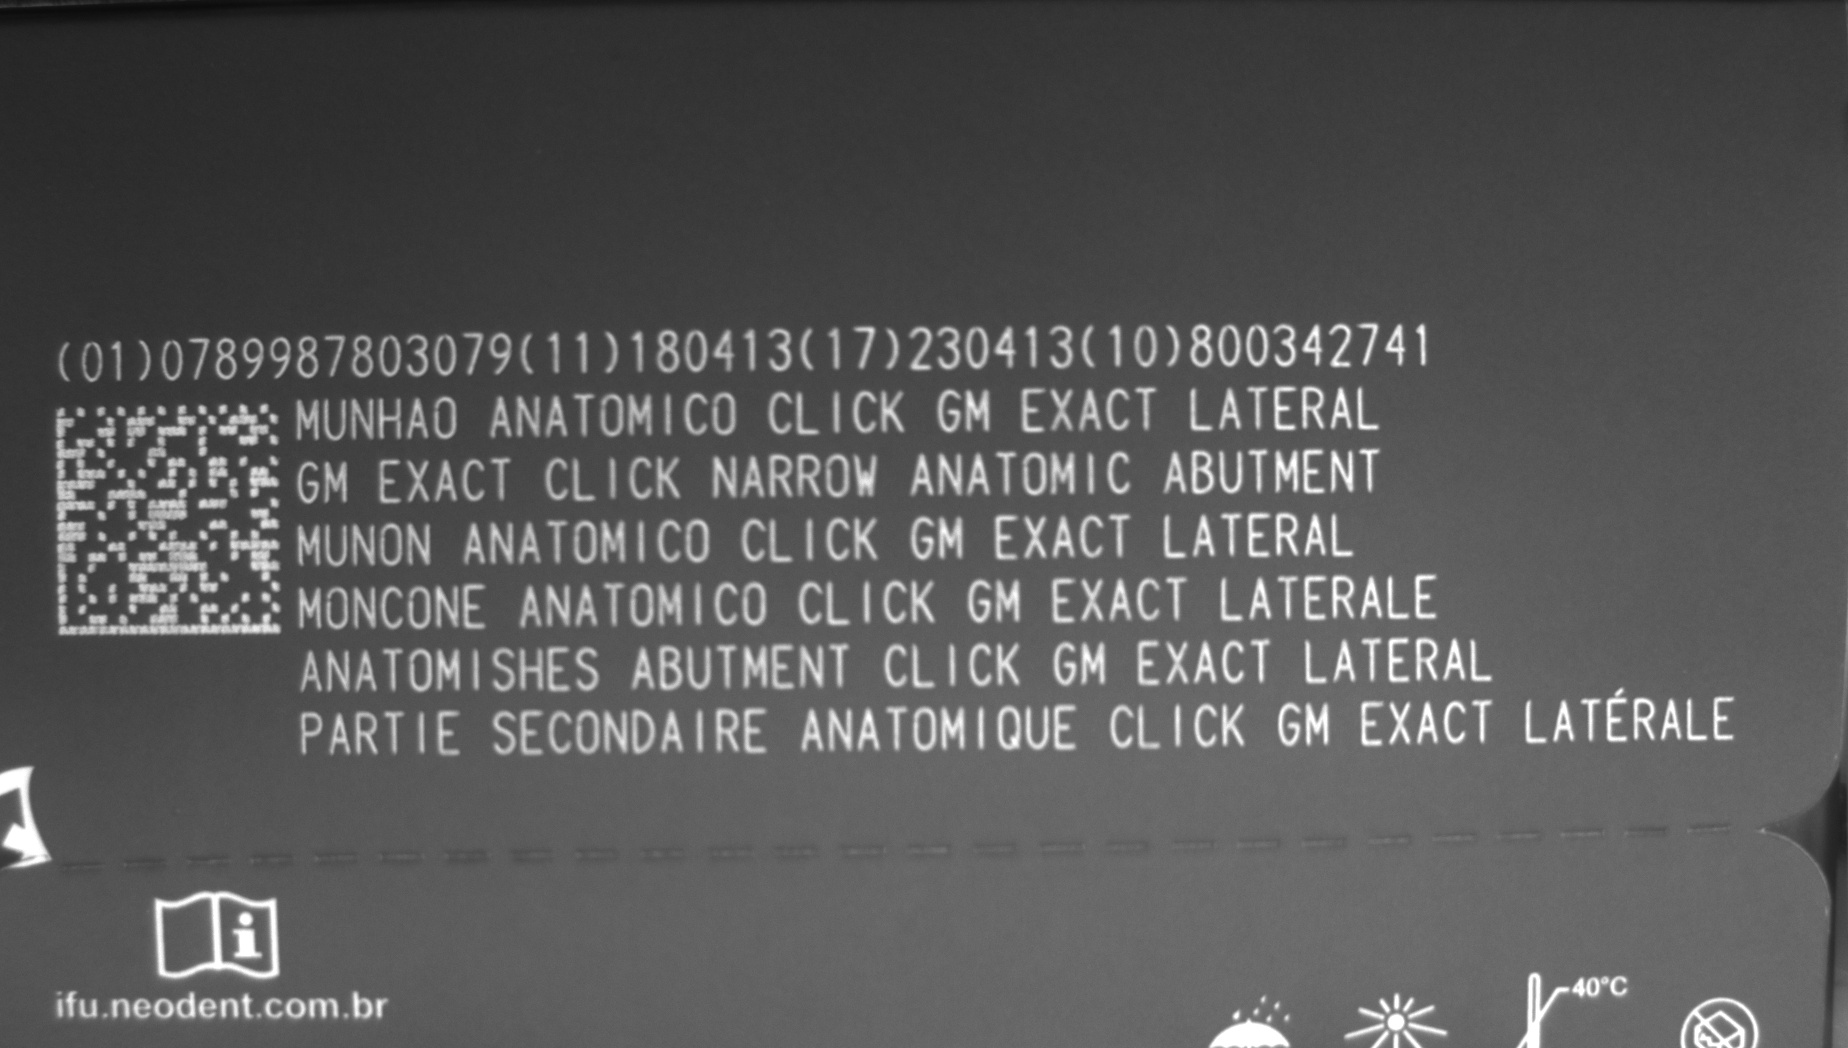 (01)0789987803079(11)180413(17)230413(10)800342741
MUNHAO ANATOMICO CLICK GM EXACT LATERAL
GM EXACT CLICK NARROW ANATOMIC ABUTMENT
MUNON ANATOMICO CLICK GM EXACT LATERAL
MONCONE ANATOMICO CLICK GM EXACT LATERALE
ANATOMISHES ABUTMENT CLICK GM EXACT LATERAL
PARTIE SECONDAIRE ANATOMIQUE CLICK GM EXACT LATÉRALE
ifu.neodent.com.br
40°C